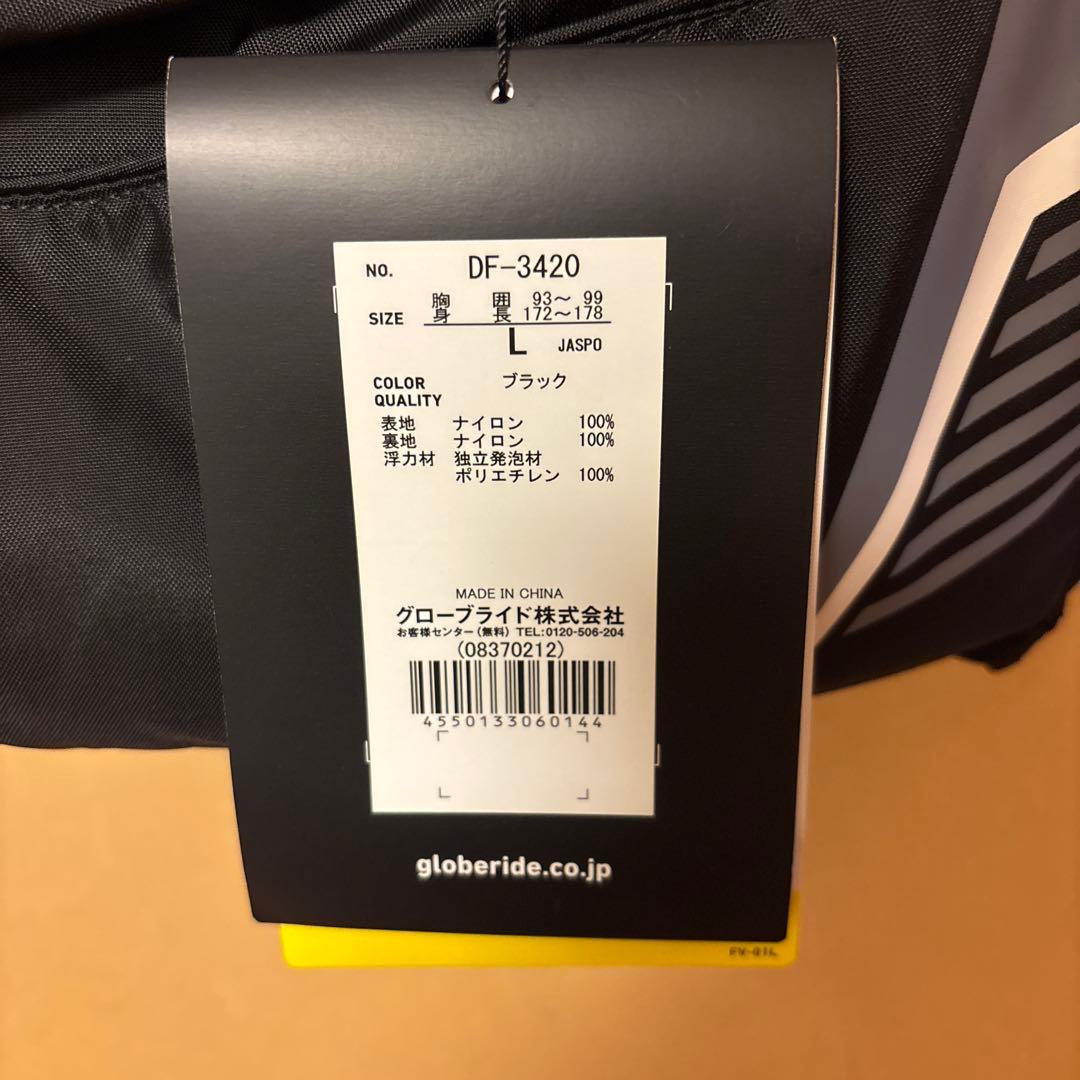 NO. DF-3420
胸 囲 93～ 99
SIZE 身 長 172～178
L JASPO
COLOR ブラック
QUALITY
表地 ナイロン 100%
裏地 ナイロン 100%
浮力材 独立発泡材
ポリエチレン 100%
MADE IN CHINA
グローブライド株式会社
お客様センター(無料) TEL:0120-506-204
(08370212)
4550133060144
globeride.co.jp